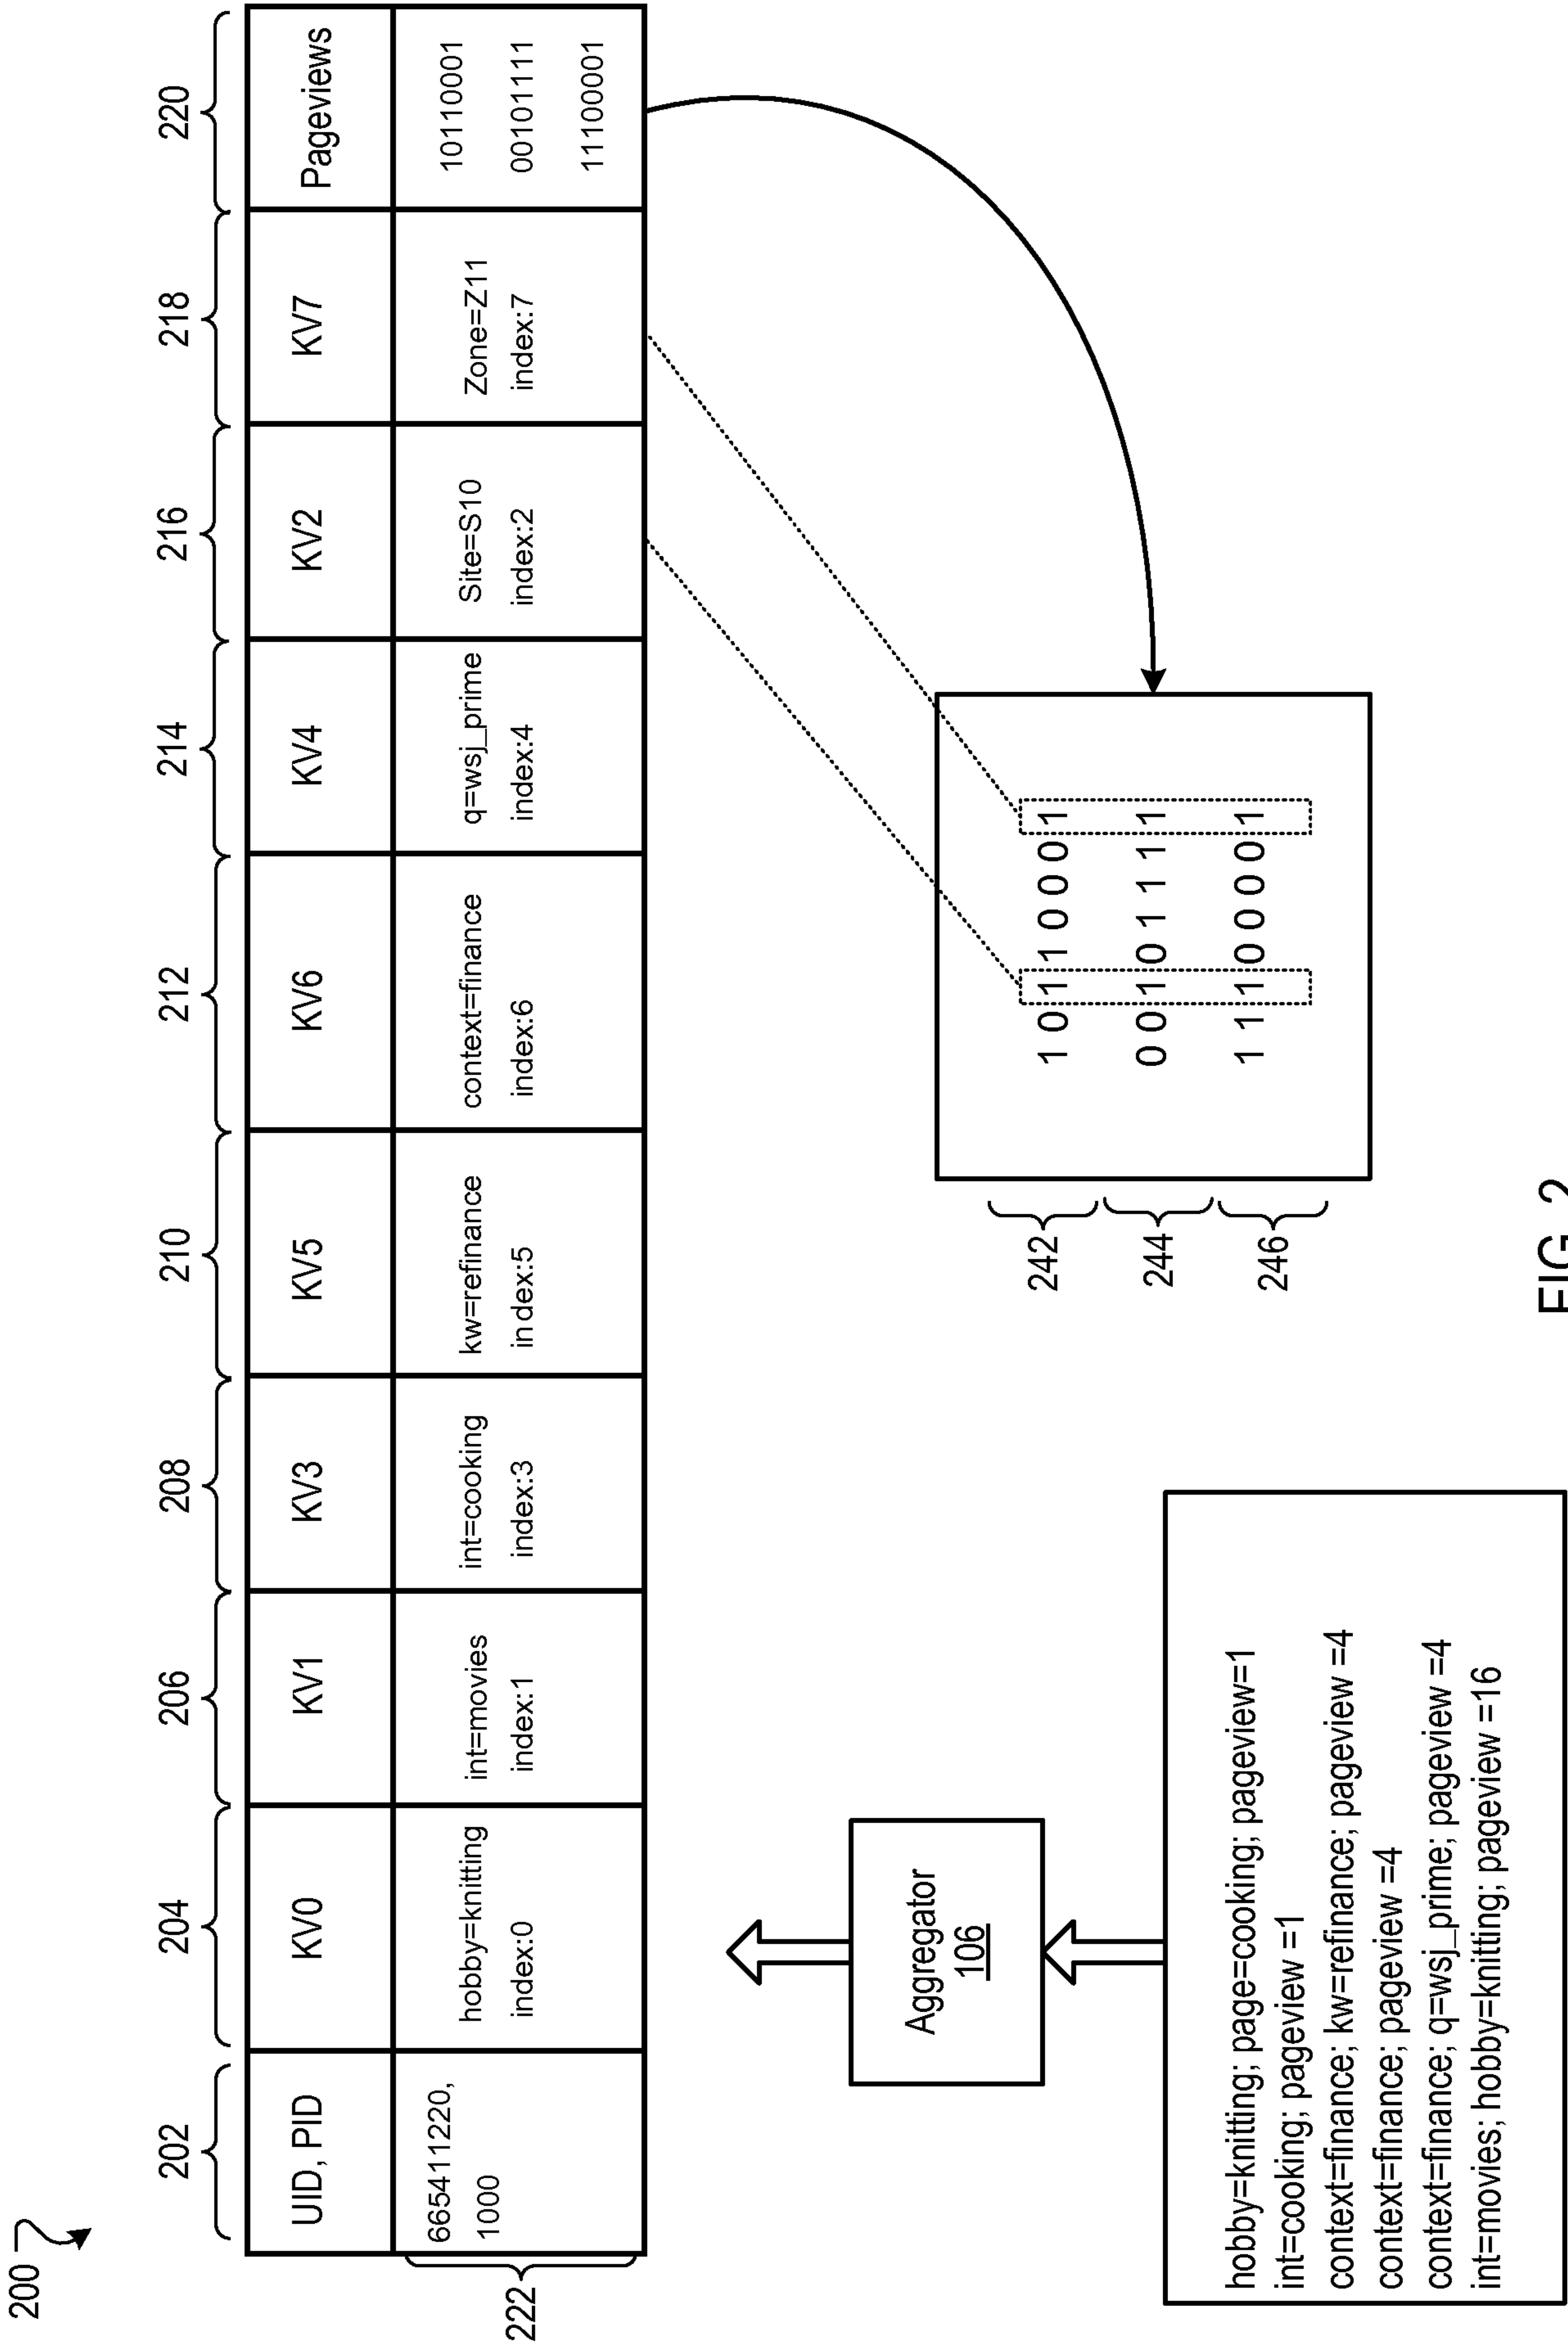 200
202
204
206
208
210
212
214
216
218
220
UID, PID
KV0
KV1
KV3
KV5
KV6
KV4
KV2
KV7
Pageviews
222
665411220,
1000
hobby=knitting
index:0
int=movies
index:1
int=cooking
index:3
kw=refinance
index:5
context=finance
index:6
q=wsj_prime
index:4
Site=S10
index:2
Zone=Z11
index:7
10110001
00101111
11100001
Aggregator
106
hobby=knitting; page=cooking; pageview=1
int=cooking; pageview =1
context=finance; kw=refinance; pageview =4
context=finance; pageview =4
context=finance; q=wsj_prime; pageview =4
int=movies; hobby=knitting; pageview =16
242
1 0 1 1 0 0 0 1
244
0 0 1 0 1 1 1 1
246
1 1 1 0 0 0 0 1
FIG. 2